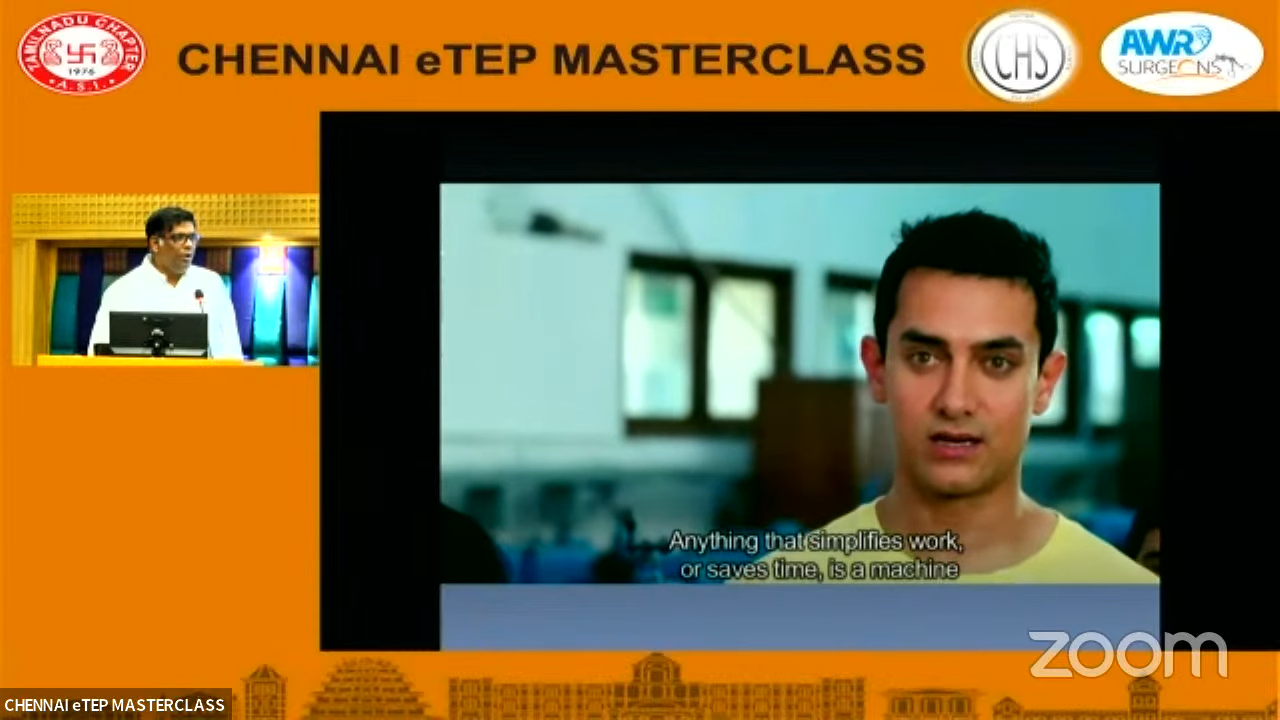 TAMILNADU CHAPTER
1976
A.S.I.
CHENNAI eTEP MASTERCLASS
CHS
AWR
SURGEONS
Anything that simplifies work,
or saves time, is a machine
zoom
CHENNAI eTEP MASTERCLASS